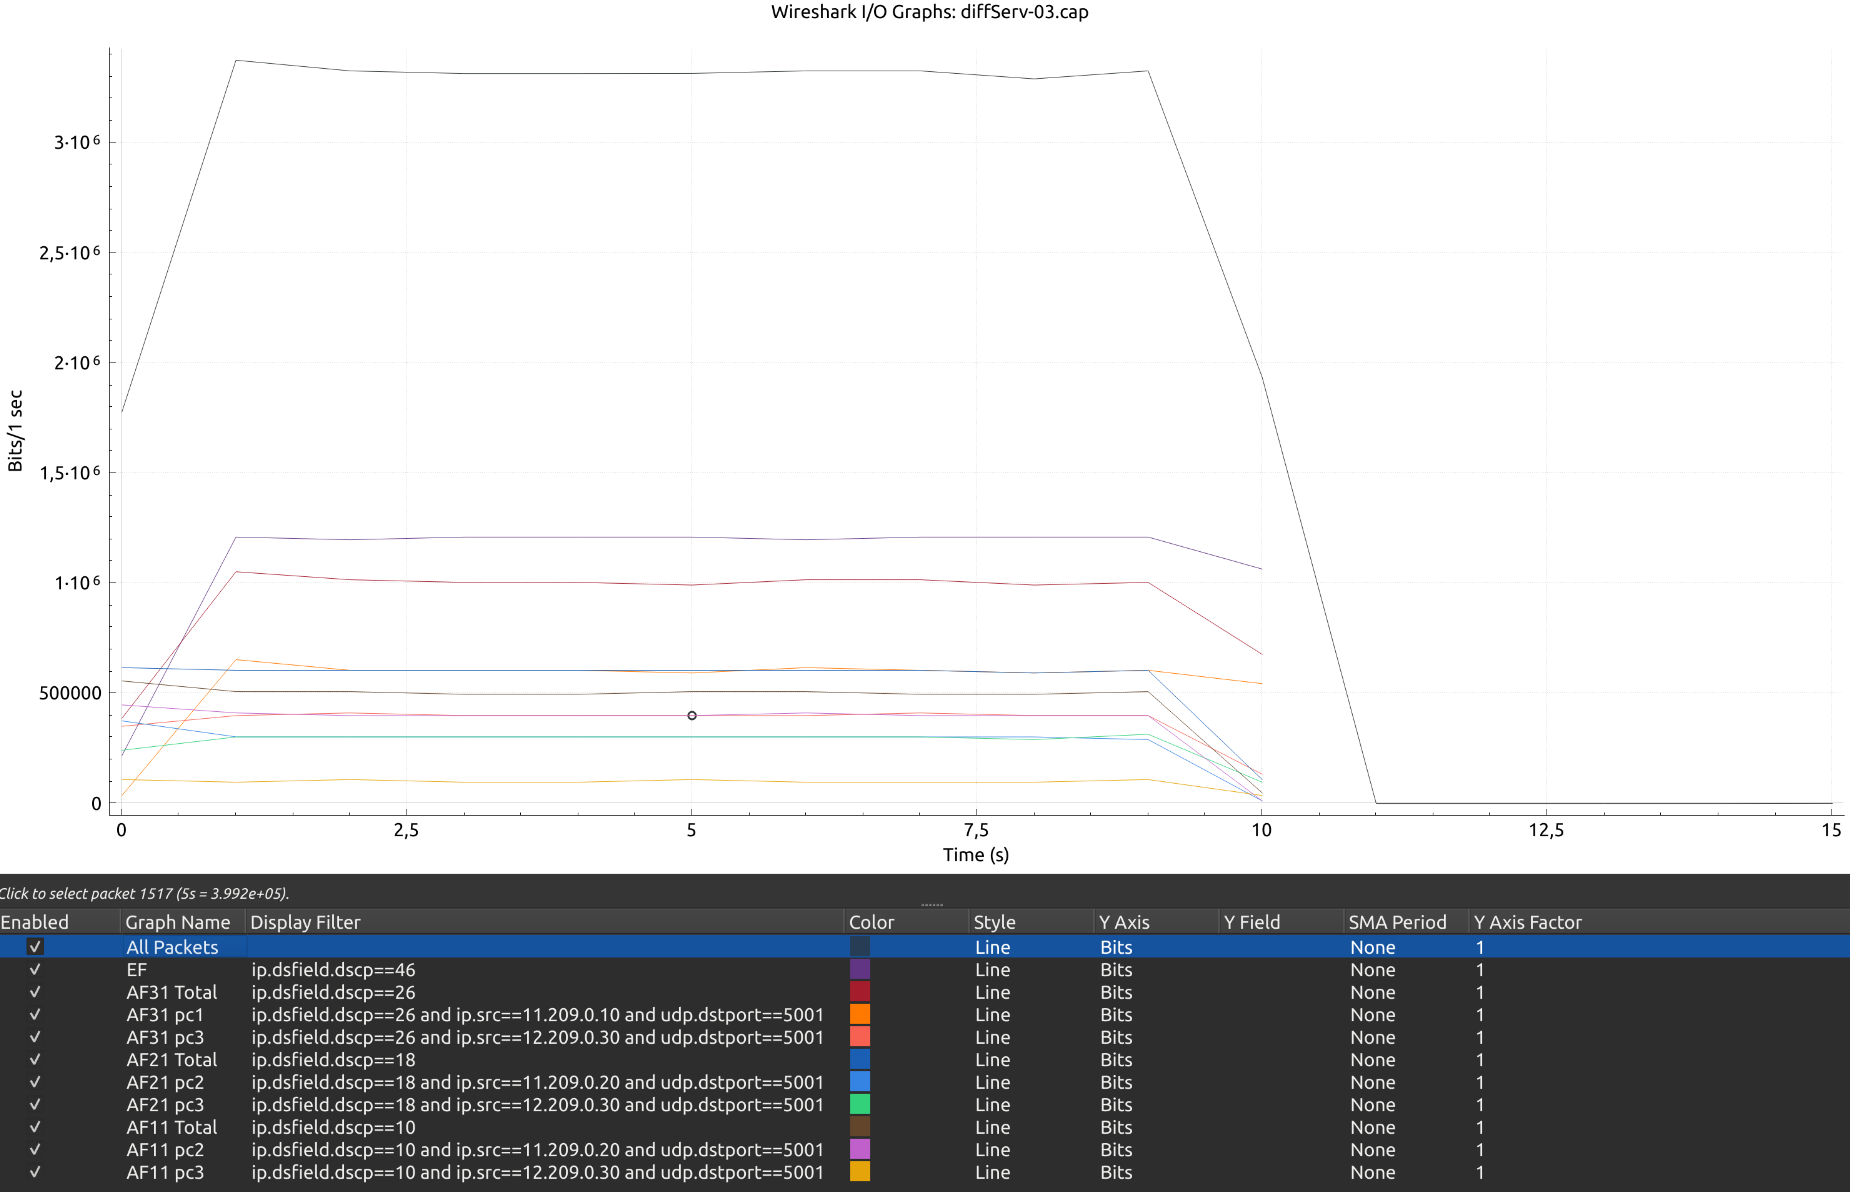 Wireshark I/O Graphs: diffServ-03.cap
3·10⁶
2,5·10⁶
2·10⁶
1,5·10⁶
1·10⁶
500000
0
Bits/1 sec
0 2,5 5 7,5 10 12,5 15
Time (s)
Click to select packet 1517 (5s = 3.992e+05).
Enabled Graph Name Display Filter Color Style Y Axis Y Field SMA Period Y Axis Factor
All Packets Line Bits None 1
EF ip.dsfield.dscp==46 Line Bits None 1
AF31 Total ip.dsfield.dscp==26 Line Bits None 1
AF31 pc1 ip.dsfield.dscp==26 and ip.src==11.209.0.10 and udp.dstport==5001 Line Bits None 1
AF31 pc3 ip.dsfield.dscp==26 and ip.src==12.209.0.30 and udp.dstport==5001 Line Bits None 1
AF21 Total ip.dsfield.dscp==18 Line Bits None 1
AF21 pc2 ip.dsfield.dscp==18 and ip.src==11.209.0.20 and udp.dstport==5001 Line Bits None 1
AF21 pc3 ip.dsfield.dscp==18 and ip.src==12.209.0.30 and udp.dstport==5001 Line Bits None 1
AF11 Total ip.dsfield.dscp==10 Line Bits None 1
AF11 pc2 ip.dsfield.dscp==10 and ip.src==11.209.0.20 and udp.dstport==5001 Line Bits None 1
AF11 pc3 ip.dsfield.dscp==10 and ip.src==12.209.0.30 and udp.dstport==5001 Line Bits None 1